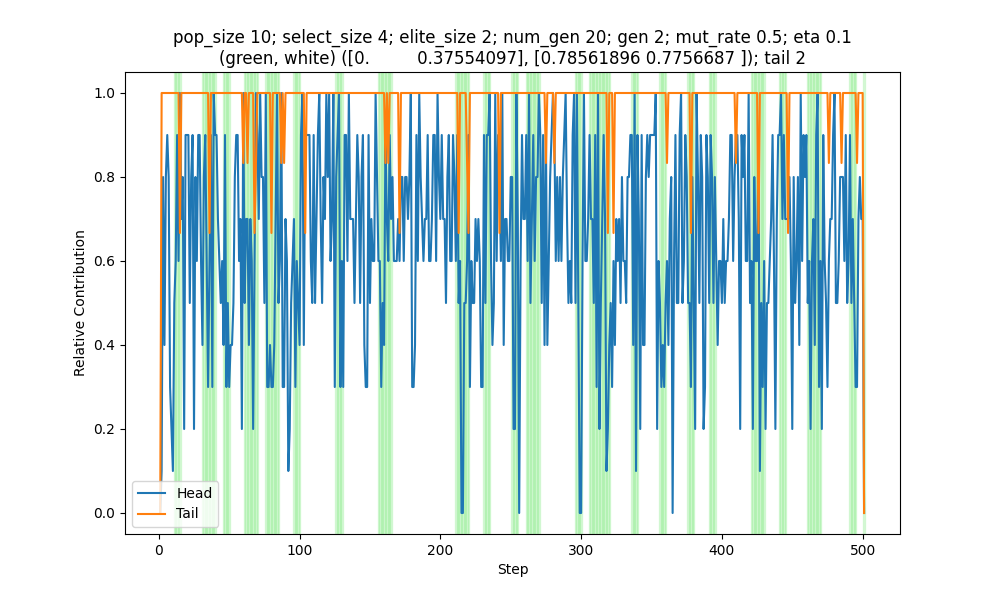 pop_size 10; select_size 4; elite_size 2; num_gen 20; gen 2; mut_rate 0.5; eta 0.1
(green, white) ([0.         0.37554097], [0.78561896 0.7756687 ]); tail 2
1.0
0.8
0.6
0.4
0.2
0.0
Relative Contribution
Head
Tail
0
100
200
300
400
500
Step